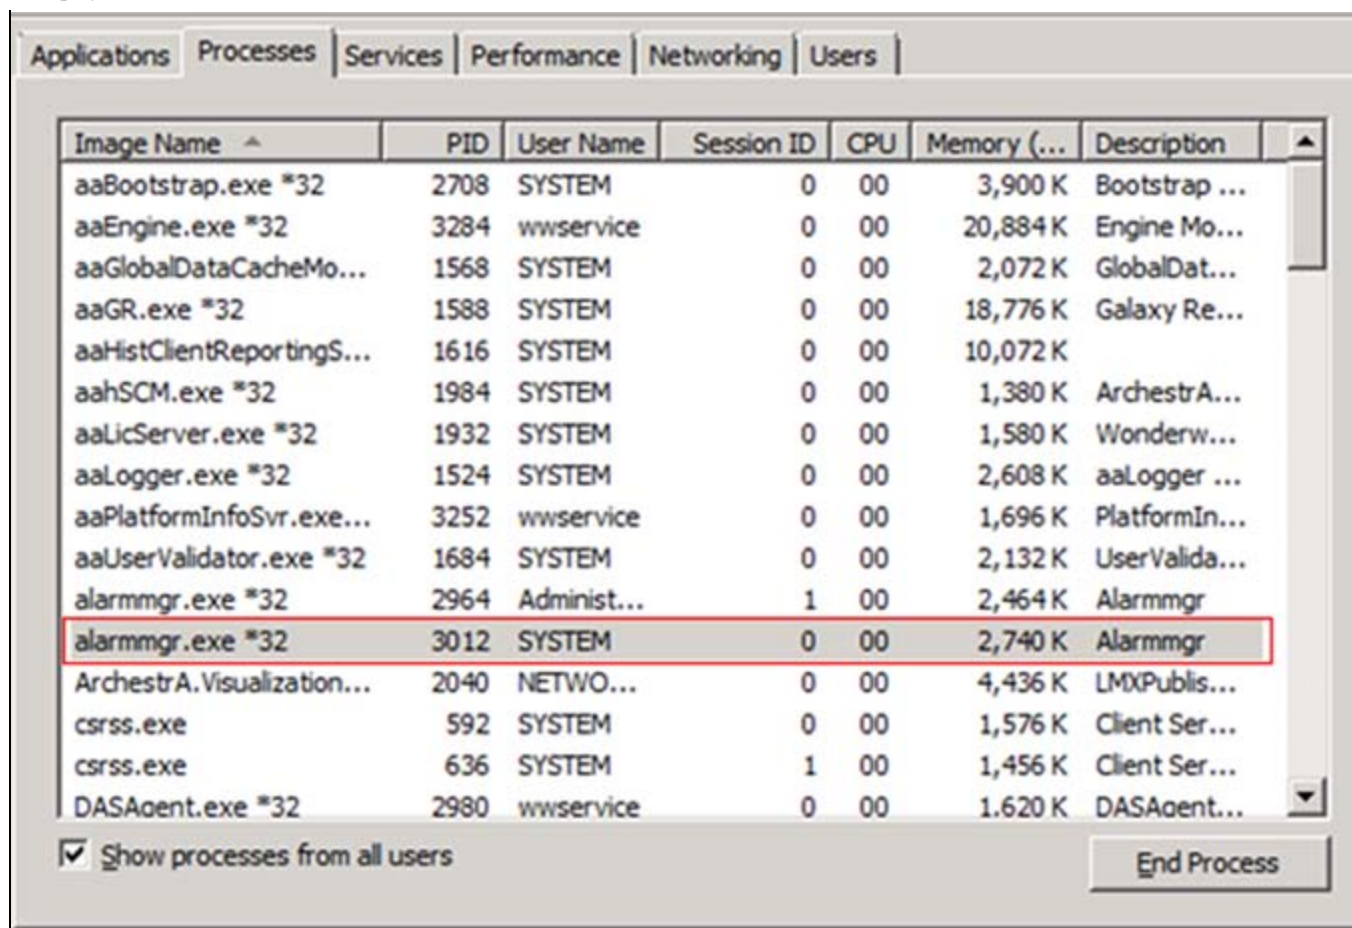 Applications Processes Services Performance Networking Users
Image Name PID User Name Session ID CPU Memory (... Description
aaBootstrap.exe *32 2708 SYSTEM 0 00 3,900 K Bootstrap ...
aaEngine.exe *32 3284 wwservice 0 00 20,884 K Engine Mo...
aaGlobalDataCacheMo... 1568 SYSTEM 0 00 2,072 K GlobalDat...
aaGR.exe *32 1588 SYSTEM 0 00 18,776 K Galaxy Re...
aaHistClientReportingS... 1616 SYSTEM 0 00 10,072 K
aahSCM.exe *32 1984 SYSTEM 0 00 1,380 K ArchestrA...
aaLicServer.exe *32 1932 SYSTEM 0 00 1,580 K Wonderw...
aaLogger.exe *32 1524 SYSTEM 0 00 2,608 K aaLogger ...
aaPlatformInfoSvr.exe... 3252 wwservice 0 00 1,696 K PlatformIn...
aaUserValidator.exe *32 1684 SYSTEM 0 00 2,132 K UserValida...
alarmmgr.exe *32 2964 Administ... 1 00 2,464 K Alarmmgr
alarmmgr.exe *32 3012 SYSTEM 0 00 2,740 K Alarmmgr
ArchestrA.Visualization... 2040 NETWO... 0 00 4,436 K LMXPublis...
csrss.exe 592 SYSTEM 0 00 1,576 K Client Ser...
csrss.exe 636 SYSTEM 1 00 1,456 K Client Ser...
DASAgent.exe *32 2980 wwservice 0 00 1,620 K DASAgent...
Show processes from all users
End Process